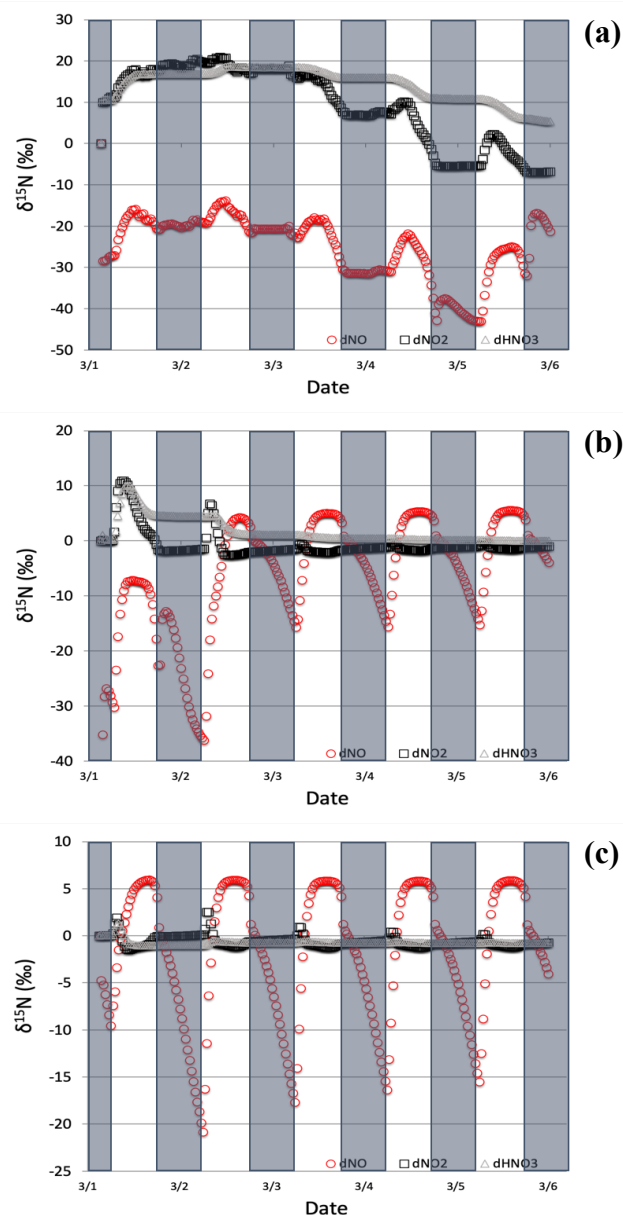 (a)
30
20
10
0
-10
-20
-30
-40
-50
δ¹⁵N (‰)
dNO dNO2 dHNO3
3/1 3/2 3/3 3/4 3/5 3/6
Date
(b)
20
10
0
-10
-20
-30
-40
δ¹⁵N (‰)
dNO dNO2 dHNO3
3/1 3/2 3/3 3/4 3/5 3/6
Date
(c)
10
5
0
-5
-10
-15
-20
-25
δ¹⁵N (‰)
dNO dNO2 dHNO3
3/1 3/2 3/3 3/4 3/5 3/6
Date